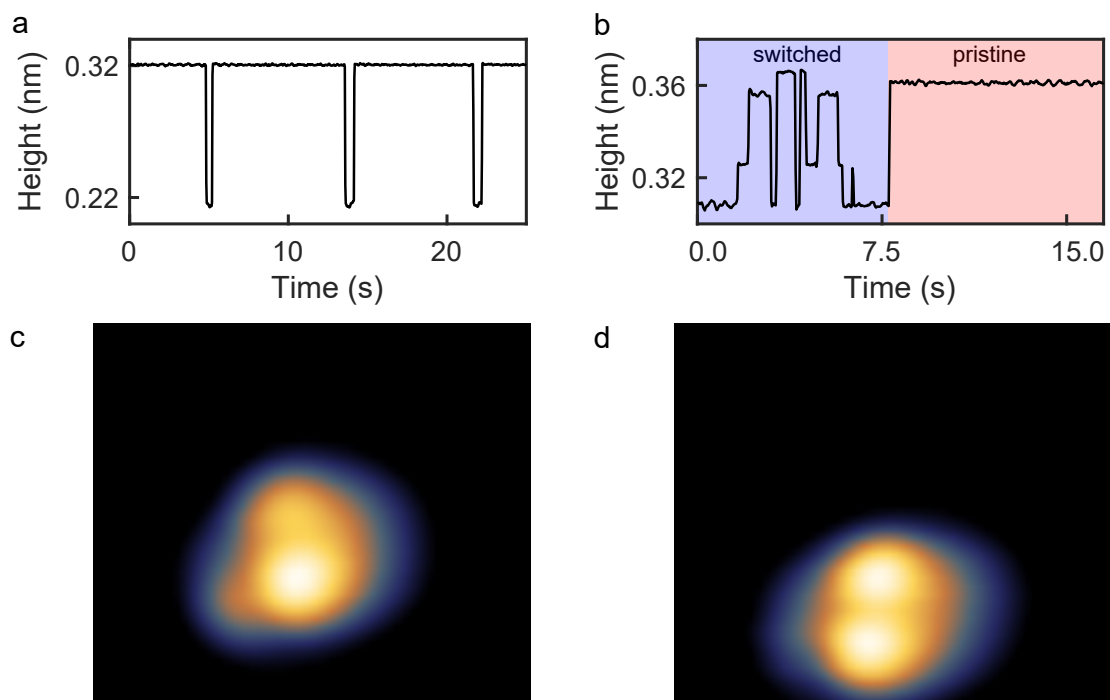 a
Height (nm)
0.32
0.22
0
10
20
Time (s)
b
Height (nm)
0.36
0.32
switched
pristine
0.0
7.5
15.0
Time (s)
c
d